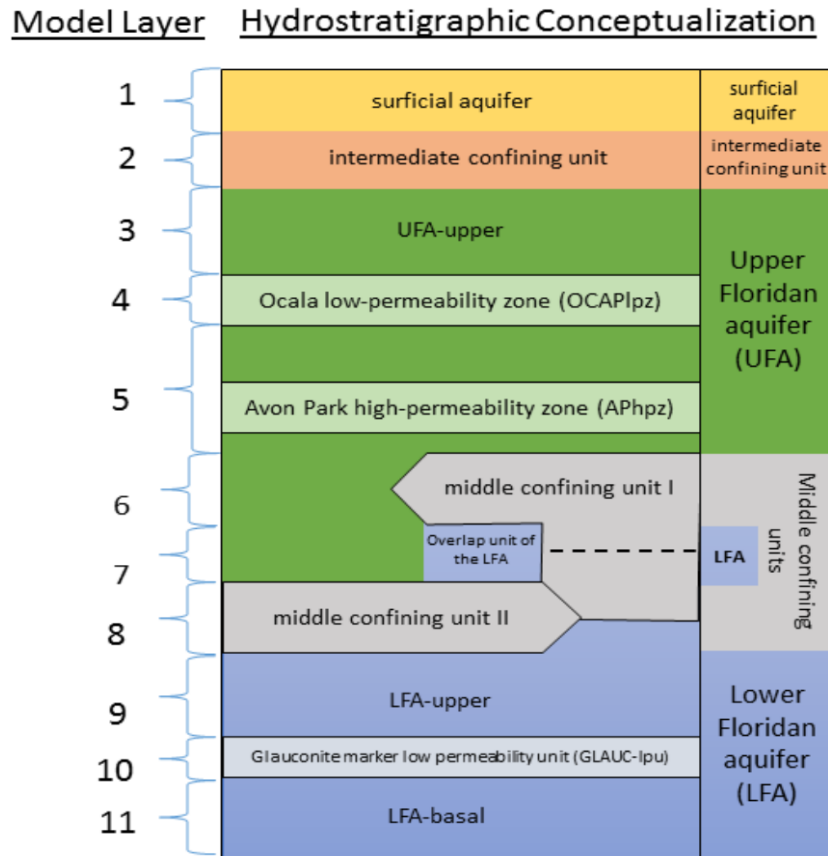 Model Layer
Hydrostratigraphic Conceptualization
1
surficial aquifer
surficial
aquifer
2
intermediate confining unit
intermediate
confining unit
3
UFA-upper
Upper
Floridan
aquifer
(UFA)
4
Ocala low-permeability zone (OCAPlpz)
5
Avon Park high-permeability zone (APhpz)
6
middle confining unit I
Middle confining
units
7
Overlap unit of
the LFA
LFA
8
middle confining unit II
9
LFA-upper
Lower
Floridan
aquifer
(LFA)
10
Glauconite marker low permeability unit (GLAUC-lpu)
11
LFA-basal